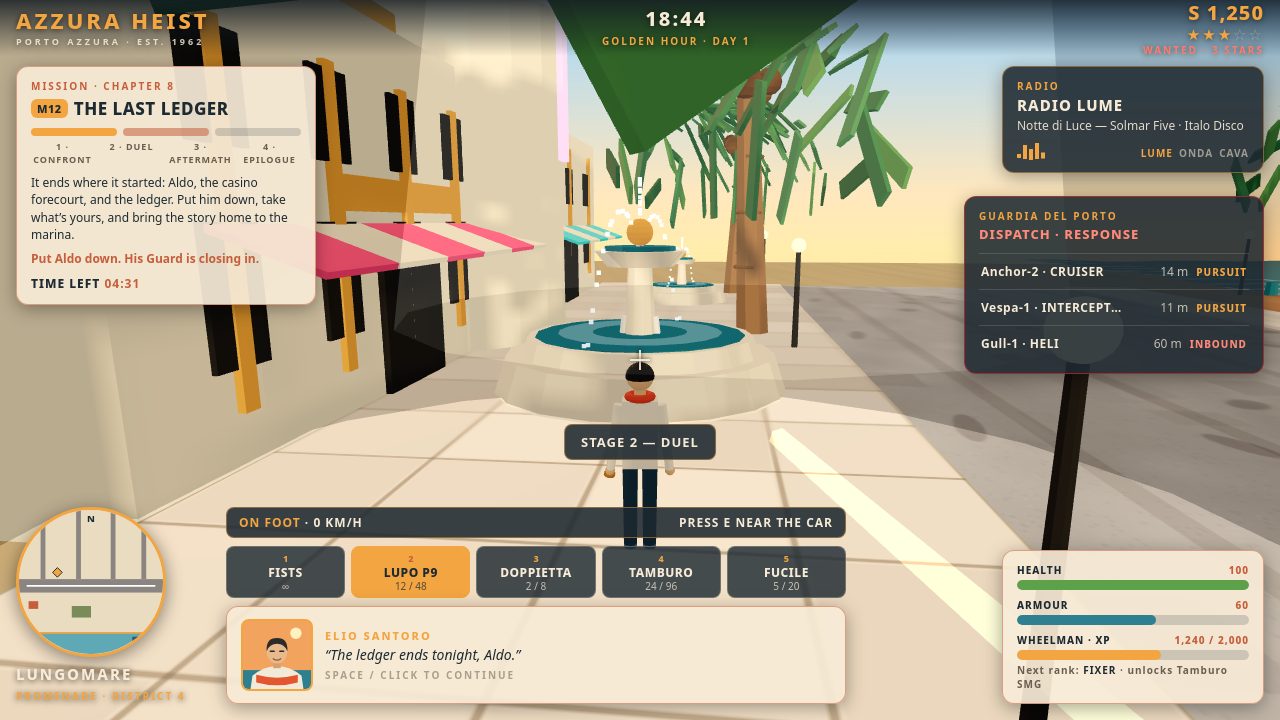 AZZURA HEIST
PORTO AZZURA · EST. 1962
18:44
GOLDEN HOUR · DAY 1
S 1,250
★★★☆☆
WANTED · 3 STARS
MISSION · CHAPTER 8
M12 THE LAST LEDGER
1 · CONFRONT
2 · DUEL
3 · AFTERMATH
4 · EPILOGUE
It ends where it started: Aldo, the casino
forecourt, and the ledger. Put him down, take
what's yours, and bring the story home to the
marina.
Put Aldo down. His Guard is closing in.
TIME LEFT 04:31
RADIO
RADIO LUME
Notte di Luce — Solmar Five · Italo Disco
LUME ONDA CAVA
GUARDIA DEL PORTO
DISPATCH · RESPONSE
Anchor-2 · CRUISER 14 m PURSUIT
Vespa-1 · INTERCEPT… 11 m PURSUIT
Gull-1 · HELI 60 m INBOUND
STAGE 2 — DUEL
N
LUNGOMARE
PROMENADE · DISTRICT 4
ON FOOT · 0 KM/H
PRESS E NEAR THE CAR
1
FISTS
∞
2
LUPO P9
12 / 48
3
DOPPIETTA
2 / 8
4
TAMBURO
24 / 96
5
FUCILE
5 / 20
ELIO SANTORO
“The ledger ends tonight, Aldo.”
SPACE / CLICK TO CONTINUE
HEALTH 100
ARMOUR 60
WHEELMAN · XP 1,240 / 2,000
Next rank: FIXER · unlocks Tamburo
SMG